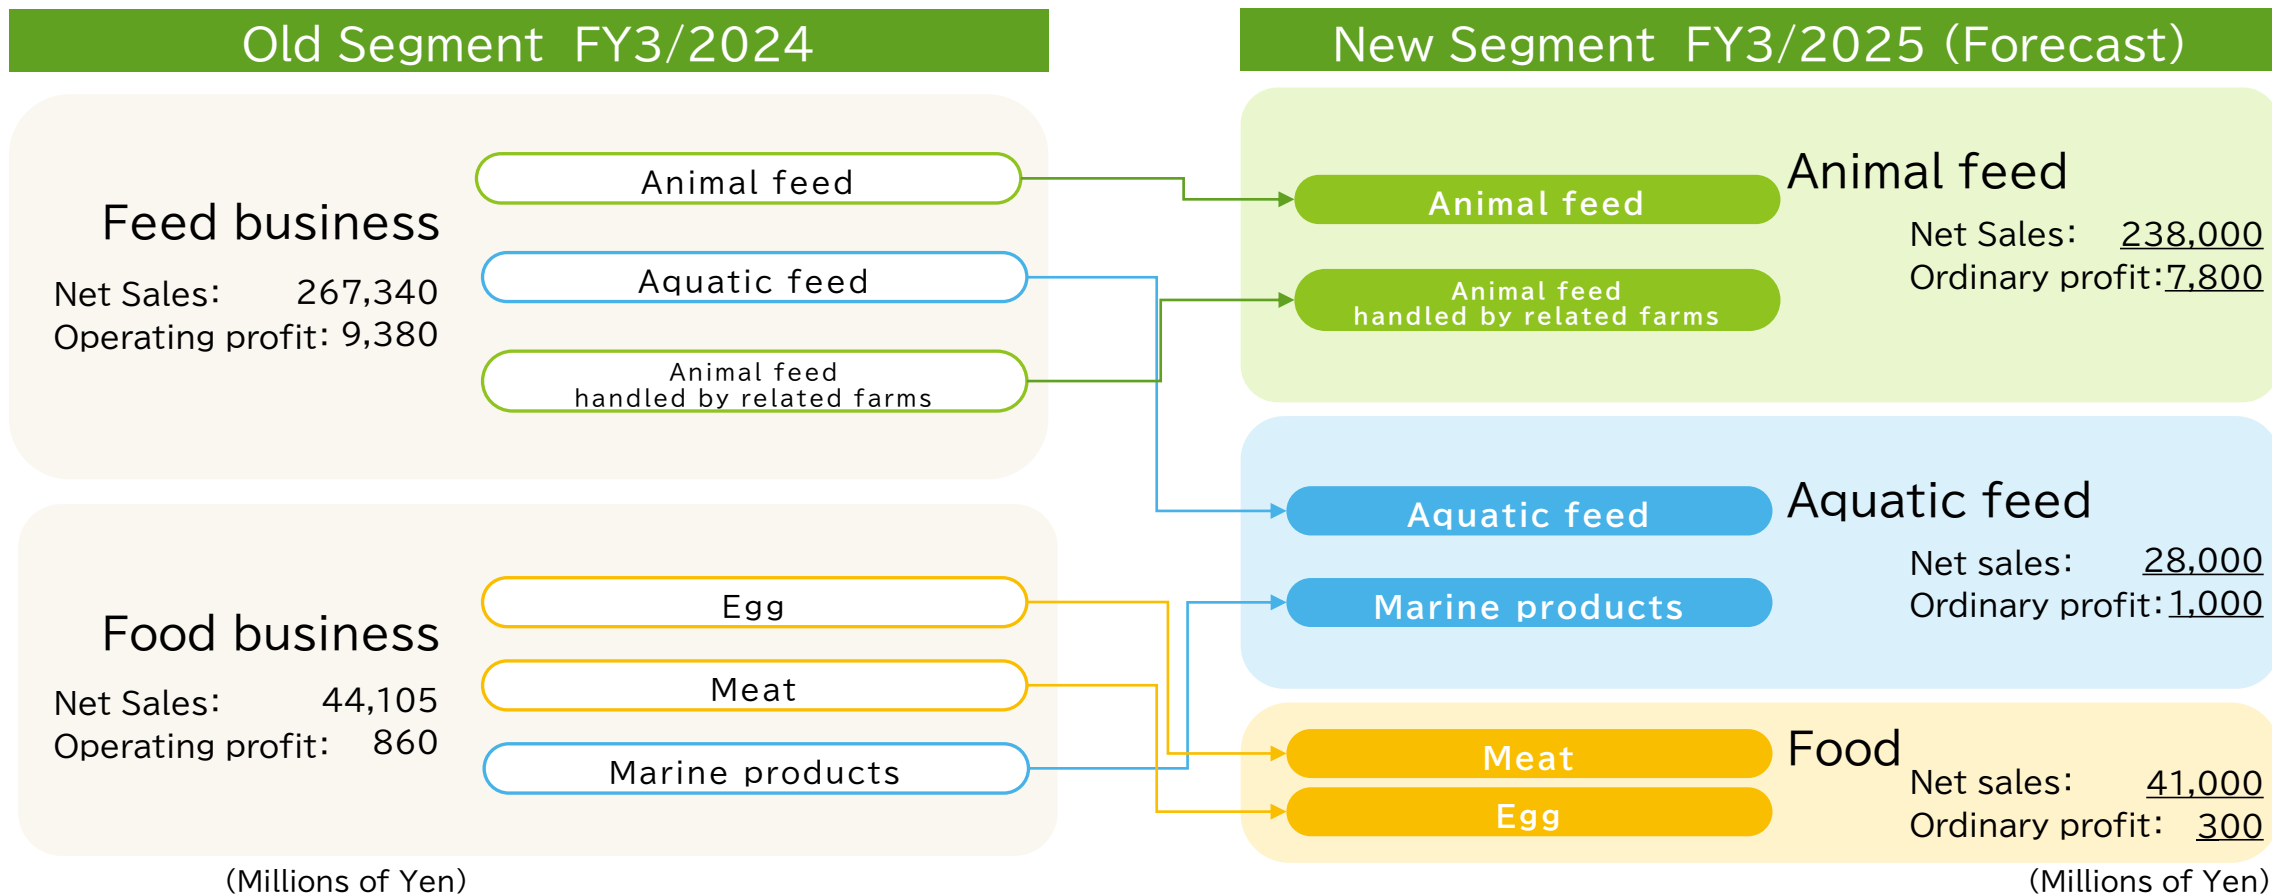 Old Segment FY3/2024
Feed business
Net Sales: 267,340
Operating profit: 9,380
Animal feed
Aquatic feed
Animal feed
handled by related farms
Food business
Net Sales: 44,105
Operating profit: 860
Egg
Meat
Marine products
(Millions of Yen)
New Segment FY3/2025 (Forecast)
Animal feed
Animal feed
handled by related farms
Animal feed
Net Sales: 238,000
Ordinary profit: 7,800
Aquatic feed
Marine products
Aquatic feed
Net sales: 28,000
Ordinary profit: 1,000
Meat
Egg
Food
Net sales: 41,000
Ordinary profit: 300
(Millions of Yen)